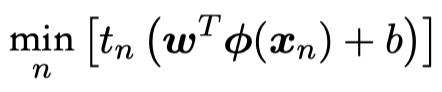 min_n [t_n (w^T ϕ(x_n) + b)]